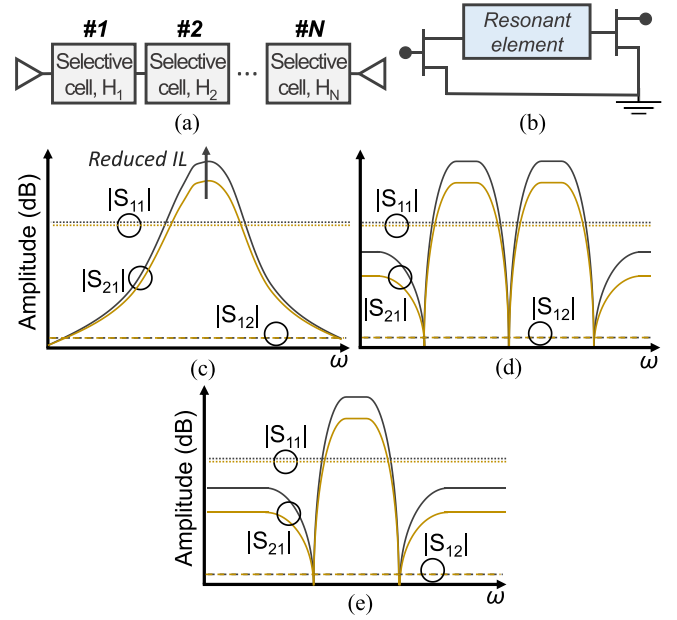 #1 #2 #N
Selective cell, H1
Selective cell, H2
...
Selective cell, HN
(a)
Resonant element
(b)
Amplitude (dB)
Reduced IL
|S11|
|S21|
|S12|
ω
(c)
|S11|
|S21|
|S12|
ω
(d)
Amplitude (dB)
|S11|
|S21|
|S12|
ω
(e)